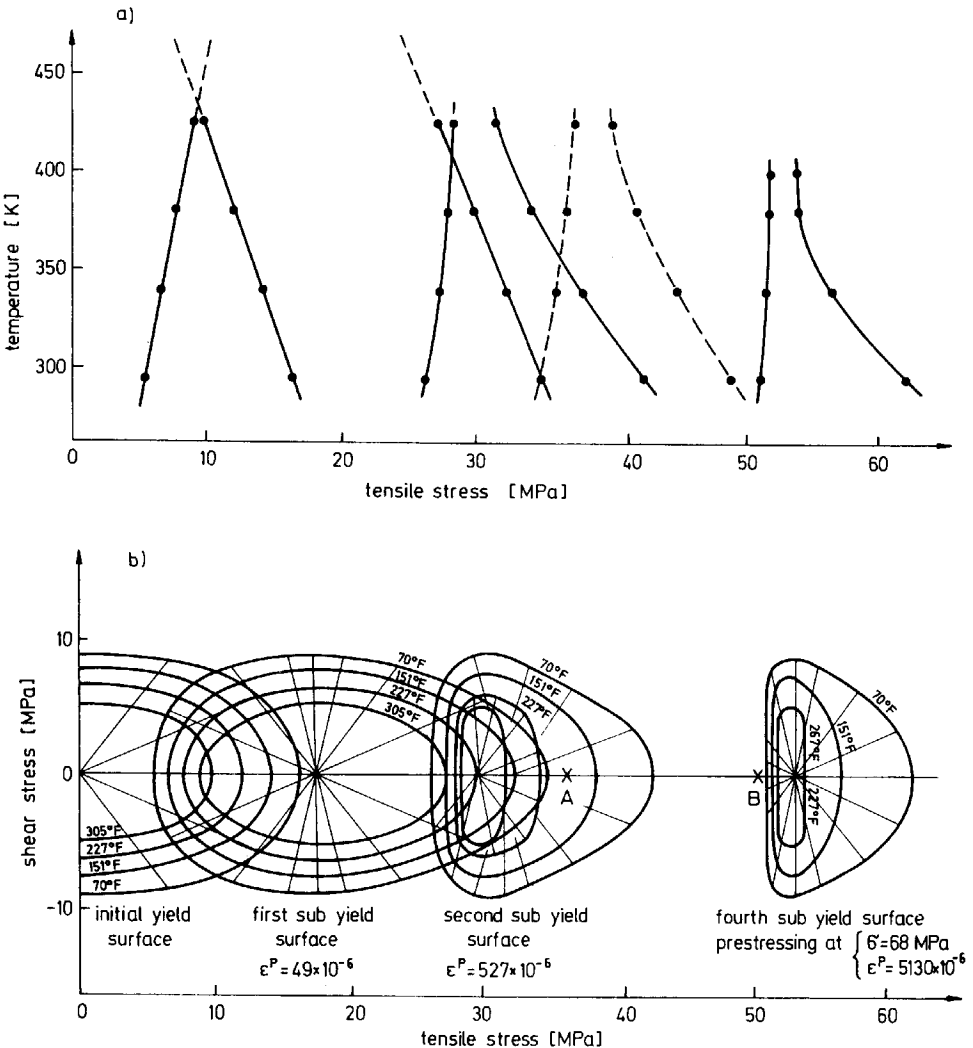 a)
450
400
350
300
temperature [K]
0 10 20 30 40 50 60
tensile stress [MPa]
b)
10
0
-10
shear stress [MPa]
70°F
151°F
227°F
305°F
70°F
151°F
227°F
A
B
267°F
227°F
151°F
70°F
305°F
227°F
151°F
70°F
initial yield
surface
first sub yield
surface
εᴾ = 49×10⁻⁶
second sub yield
surface
εᴾ = 527×10⁻⁶
fourth sub yield surface
prestressing at { б'=68 MPa
εᴾ= 5130×10⁻⁶
0 10 20 30 40 50 60
tensile stress [MPa]